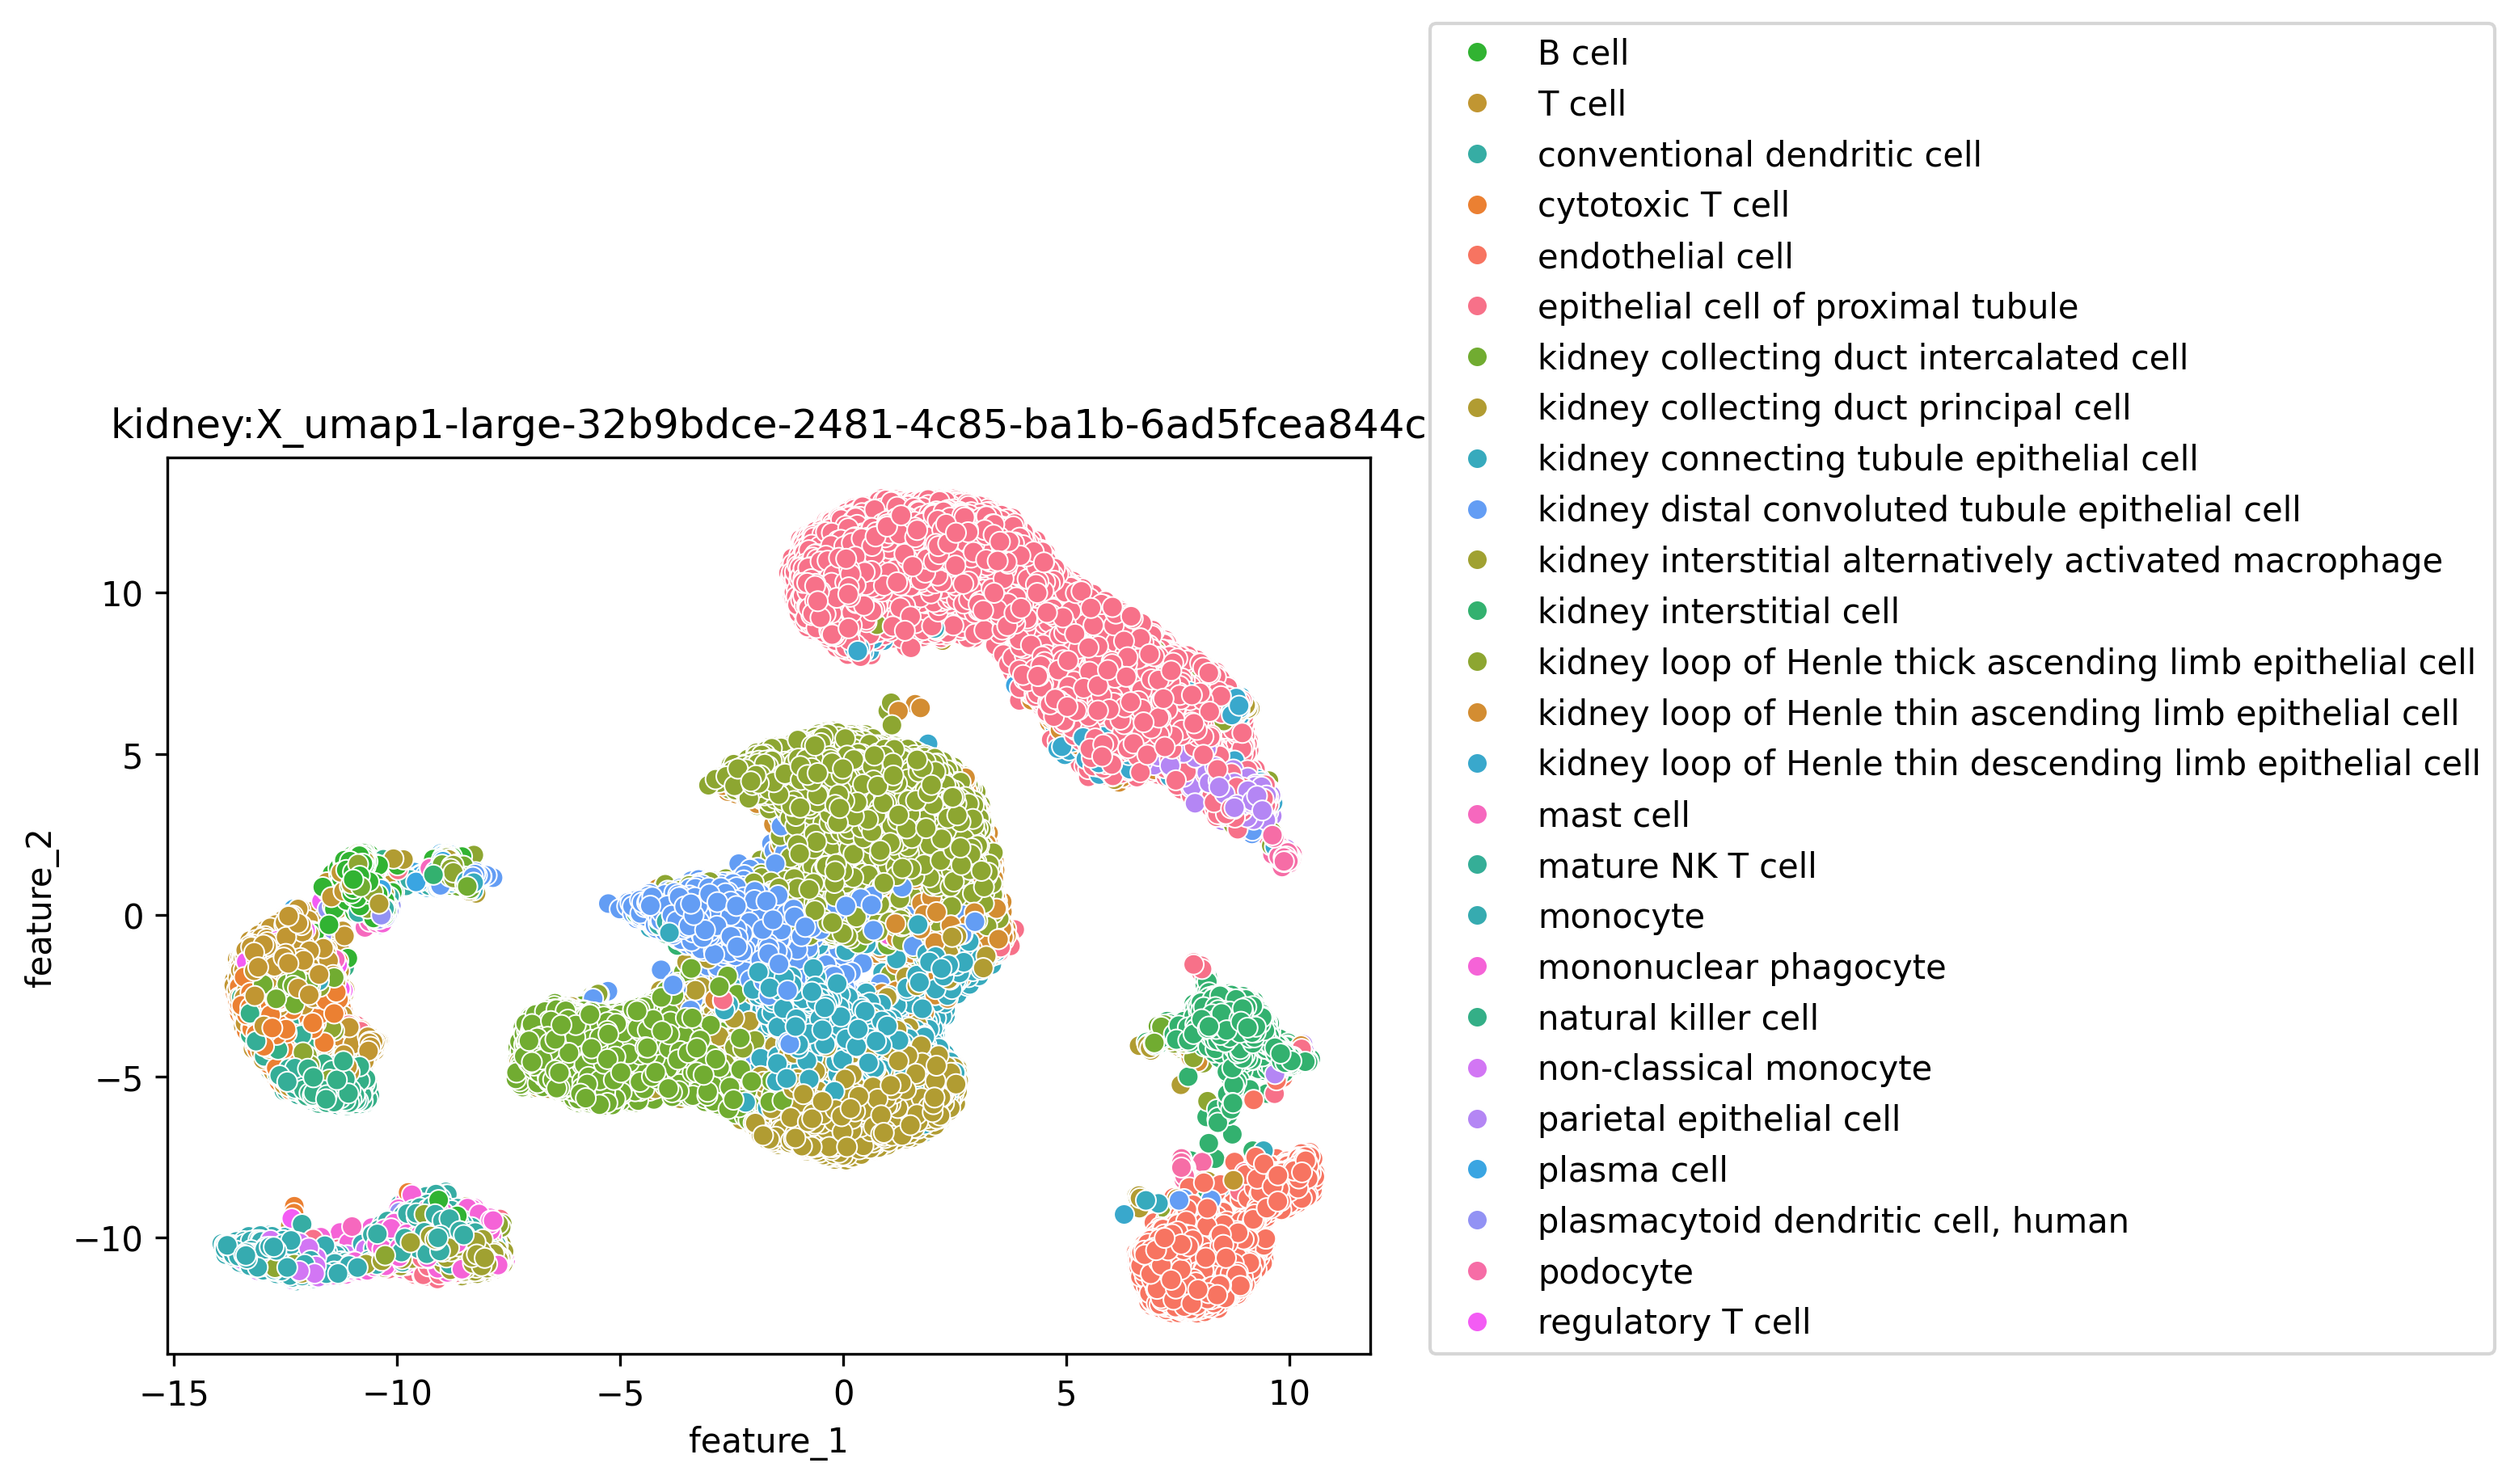 kidney:X_umap1-large-32b9bdce-2481-4c85-ba1b-6ad5fcea844c
feature_2
10
5
0
−5
−10
−15
−10
−5
0
5
10
feature_1
B cell
T cell
conventional dendritic cell
cytotoxic T cell
endothelial cell
epithelial cell of proximal tubule
kidney collecting duct intercalated cell
kidney collecting duct principal cell
kidney connecting tubule epithelial cell
kidney distal convoluted tubule epithelial cell
kidney interstitial alternatively activated macrophage
kidney interstitial cell
kidney loop of Henle thick ascending limb epithelial cell
kidney loop of Henle thin ascending limb epithelial cell
kidney loop of Henle thin descending limb epithelial cell
mast cell
mature NK T cell
monocyte
mononuclear phagocyte
natural killer cell
non-classical monocyte
parietal epithelial cell
plasma cell
plasmacytoid dendritic cell, human
podocyte
regulatory T cell